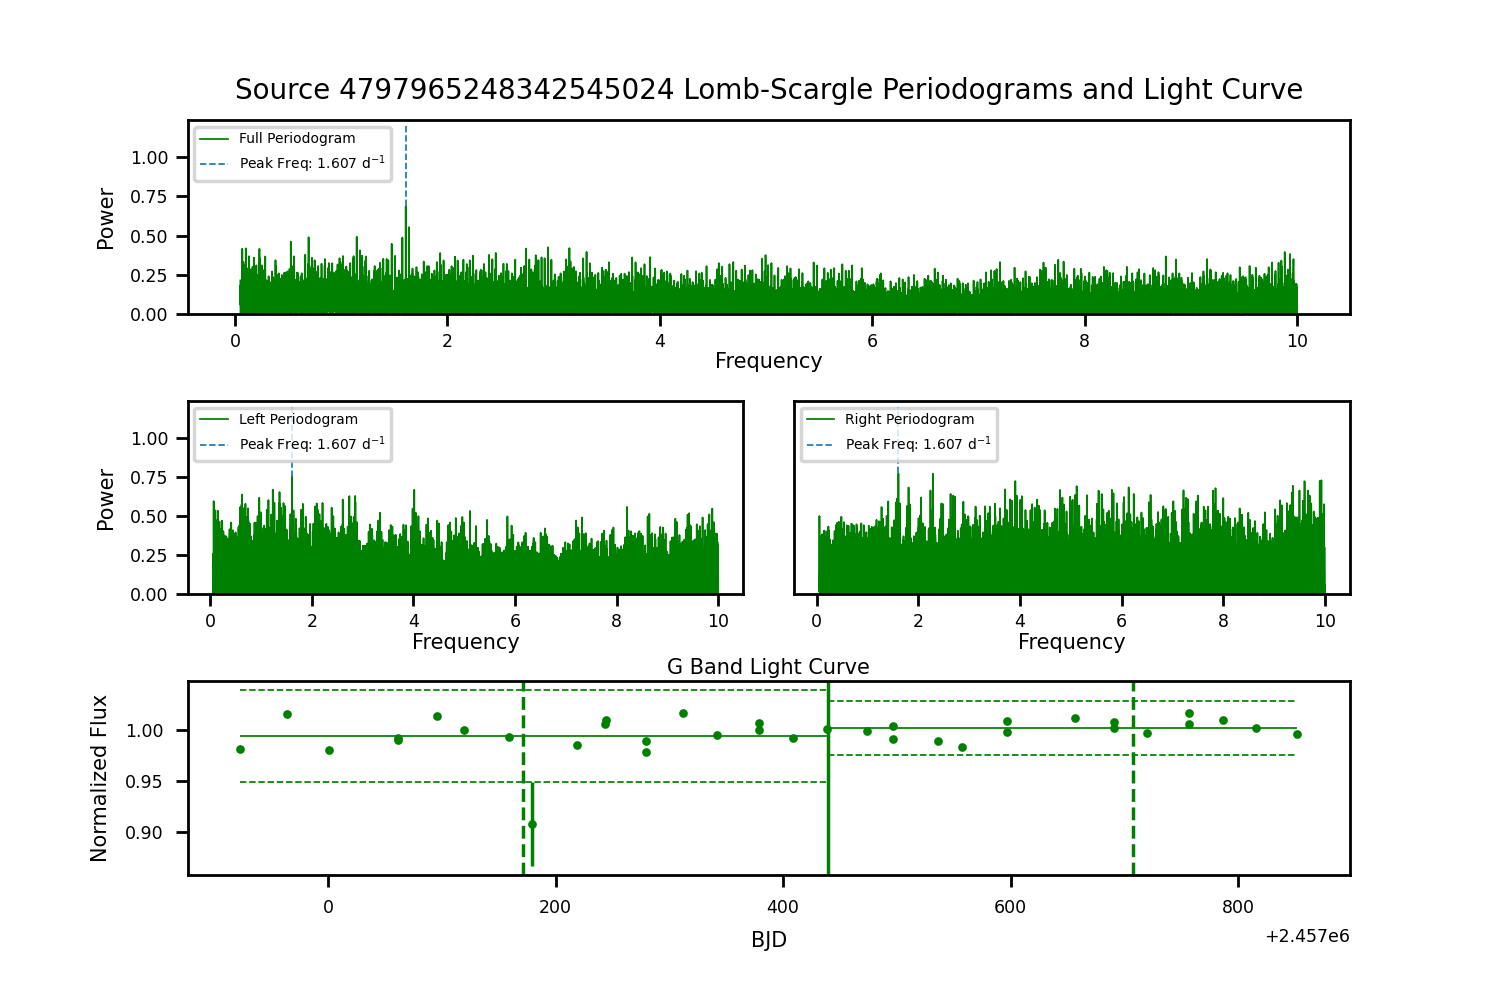 Source 4797965248342545024 Lomb-Scargle Periodograms and Light Curve
Full Periodogram
Peak Freq: 1.607 d⁻¹
Power
1.00
0.75
0.50
0.25
0.00
0 2 4 6 8 10
Frequency
Left Periodogram
Peak Freq: 1.607 d⁻¹
Power
1.00
0.75
0.50
0.25
0.00
0 2 4 6 8 10
Frequency
Right Periodogram
Peak Freq: 1.607 d⁻¹
0 2 4 6 8 10
Frequency
G Band Light Curve
Normalized Flux
1.00
0.95
0.90
0 200 400 600 800
BJD
+2.457e6